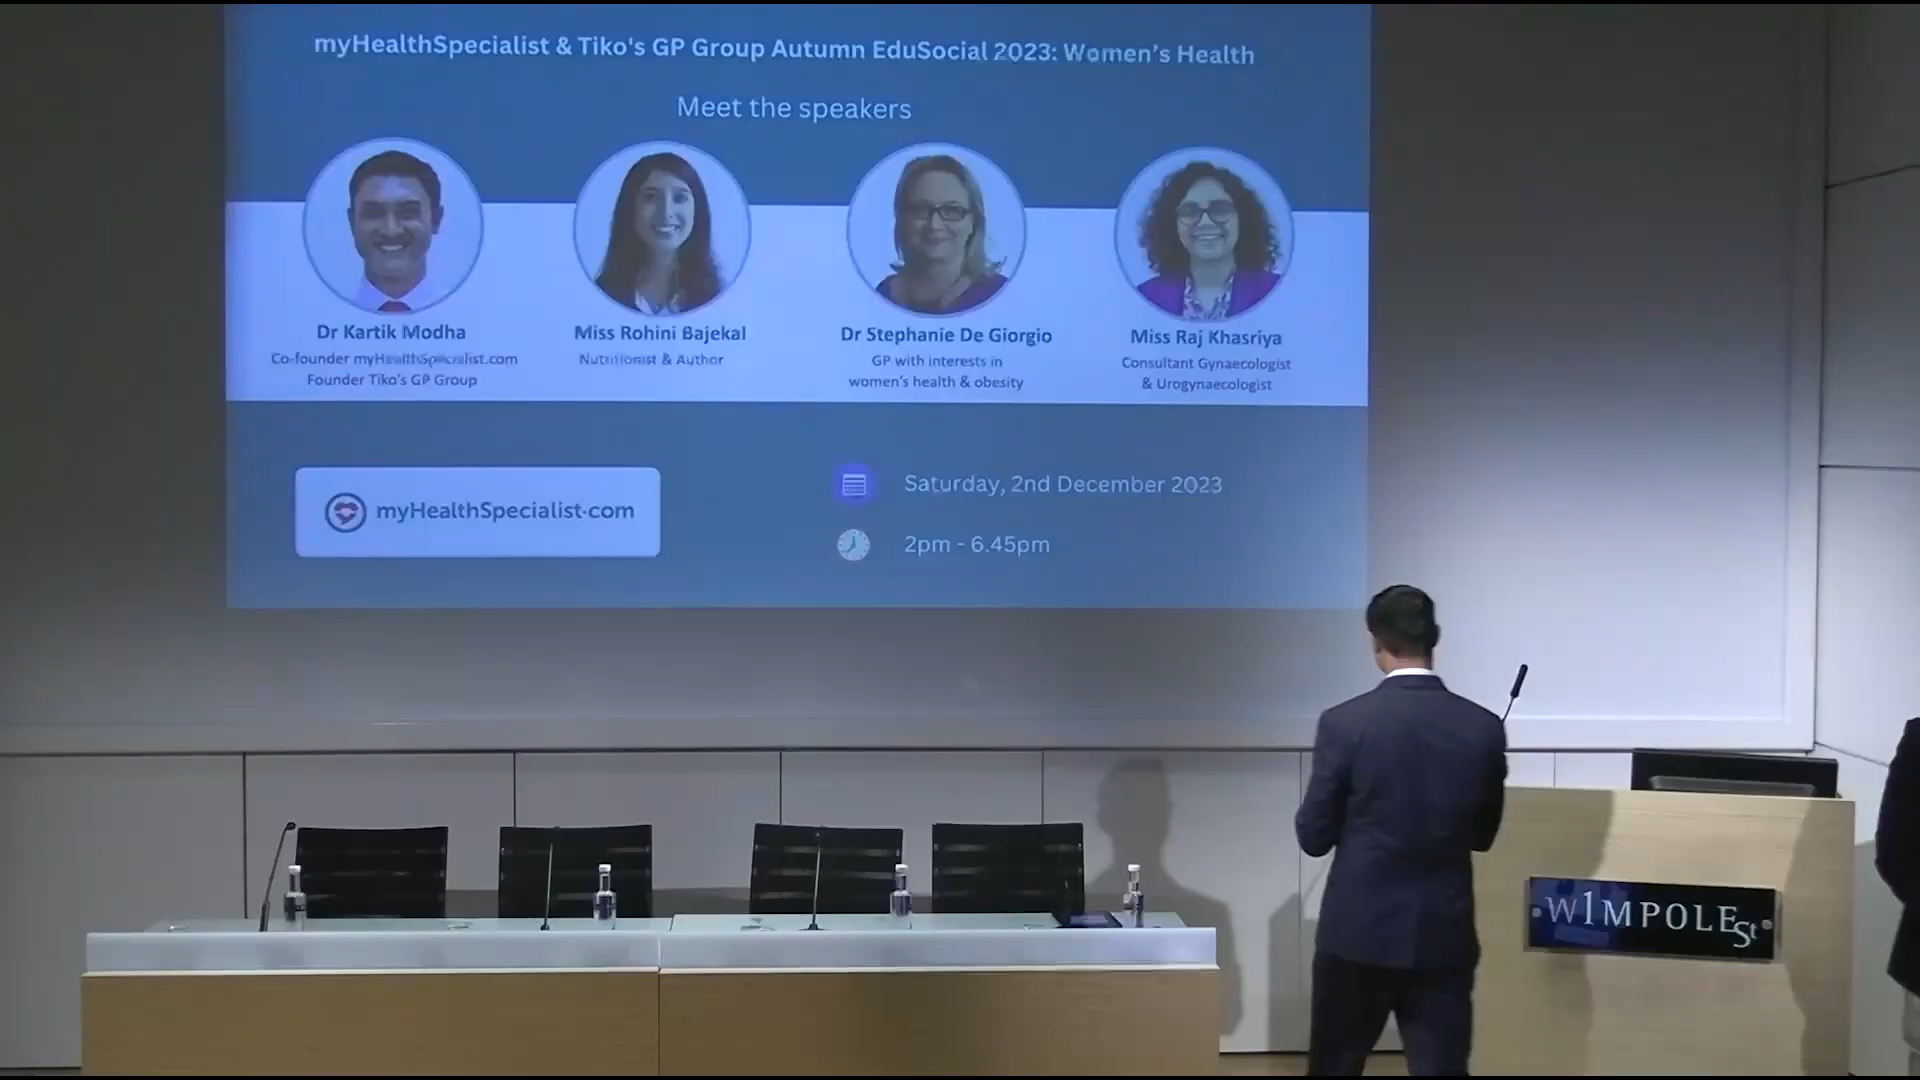 myHealthSpecialist & Tiko's GP Group Autumn EduSocial 2023: Women's Health
Meet the speakers
Dr Kartik Modha
Co-founder myHealthSpecialist.com
Founder Tiko's GP Group
Miss Rohini Bajekal
Nutritionist & Author
Dr Stephanie De Giorgio
GP with interests in
women's health & obesity
Miss Raj Khasriya
Consultant Gynaecologist
& Urogynaecologist
myHealthSpecialist.com
Saturday, 2nd December 2023
2pm - 6.45pm
W1MPOLE St